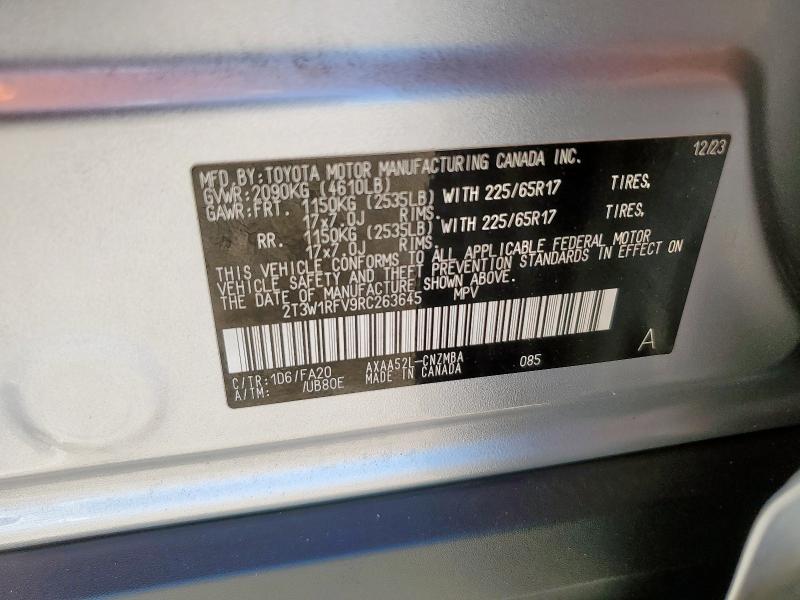 12/23
MFD.BY:TOYOTA MOTOR MANUFACTURING CANADA INC.
GVWR:2090KG (4610LB)
GAWR:FRT. 1150KG (2535LB) WITH 225/65R17 TIRES,
17x7.0J RIMS.
RR. 1150KG (2535LB) WITH 225/65R17 TIRES,
17x7.0J RIMS.
THIS VEHICLE CONFORMS TO ALL APPLICABLE FEDERAL MOTOR
VEHICLE SAFETY AND THEFT PREVENTION STANDARDS IN EFFECT ON
THE DATE OF MANUFACTURE SHOWN ABOVE.
2T3W1RFV9RC263645 MPV
A
C/TR:1D6/FA20 AXAA52L-CNZMBA 085
A/TM: /UB80E MADE IN CANADA